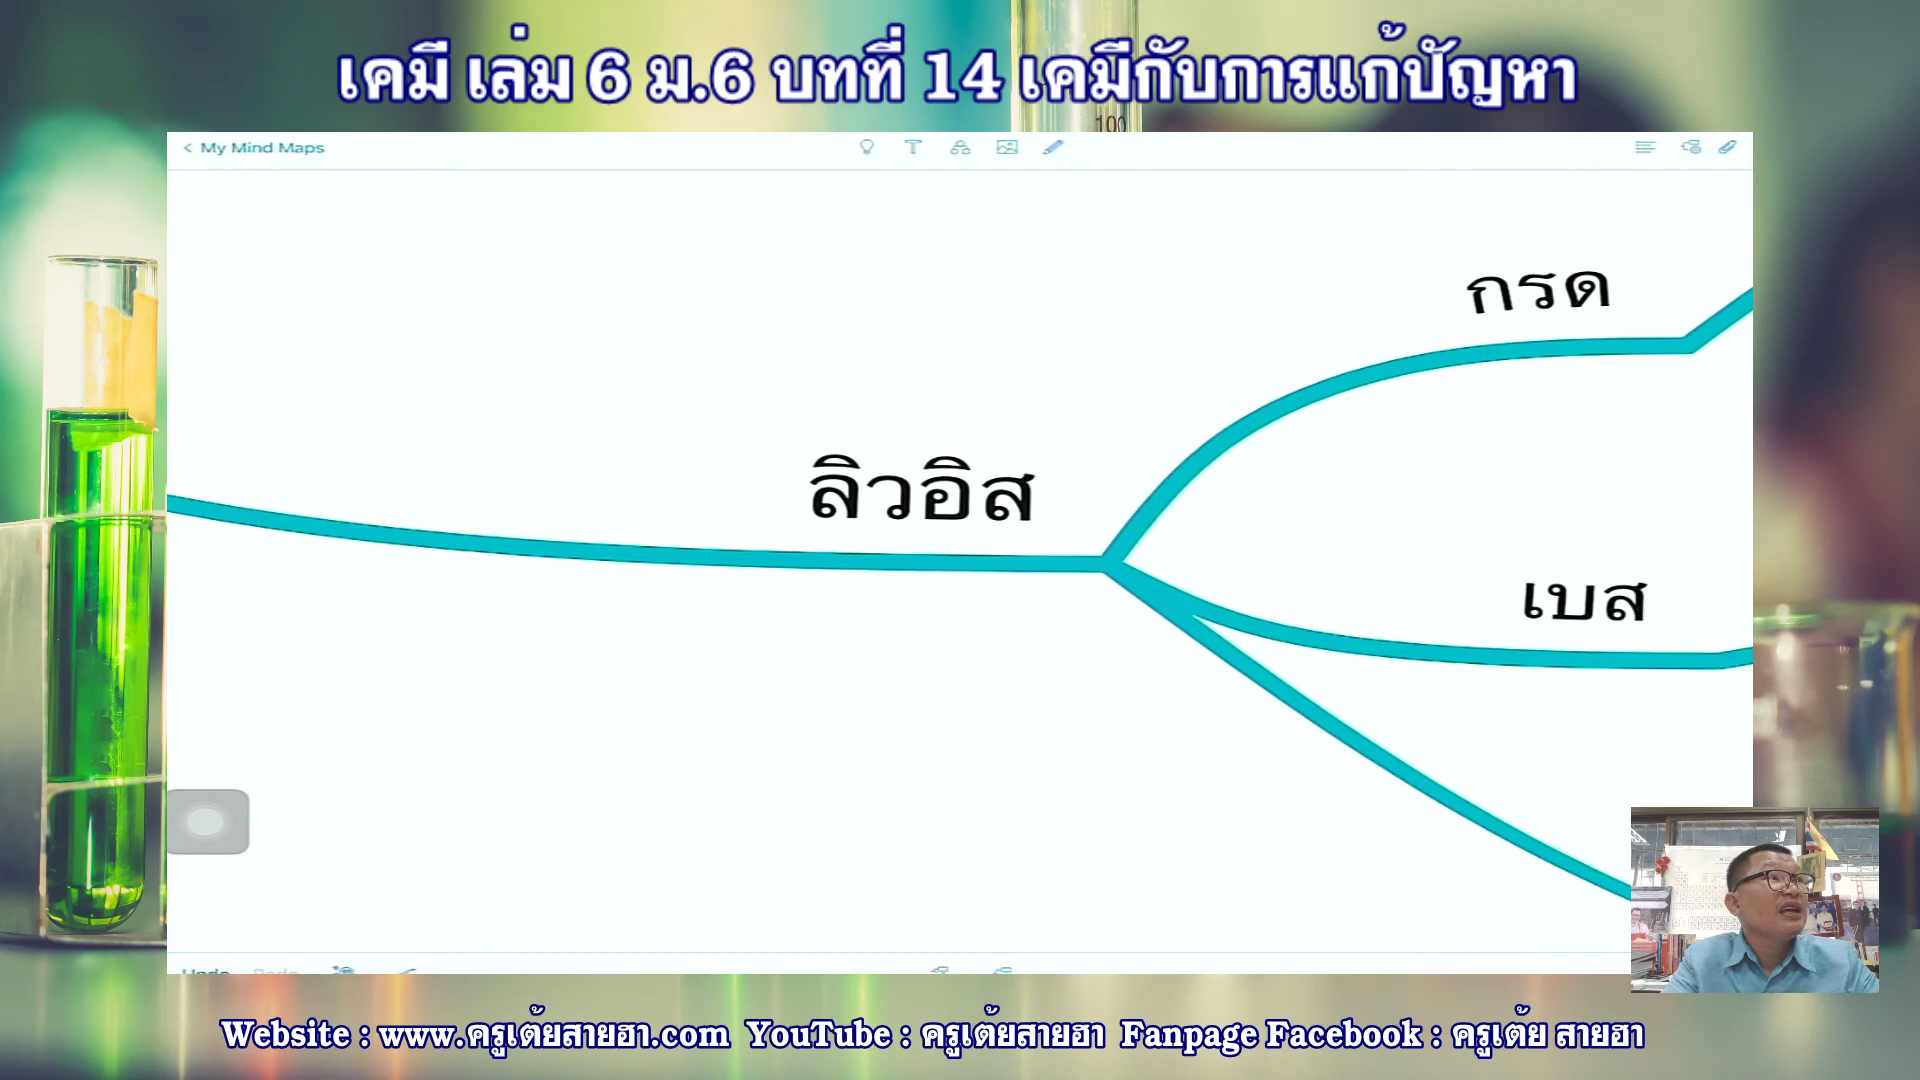 เคมี เล่ม 6 ม.6 บทที่ 14 เคมีกับการแก้ปัญหา
100
< My Mind Maps
กรด
ลิวอิส
เบส
Undo Redo
Website : www.ครูเต้ยสายฮา.com YouTube : ครูเต้ยสายฮา Fanpage Facebook : ครูเต้ย สายฮา